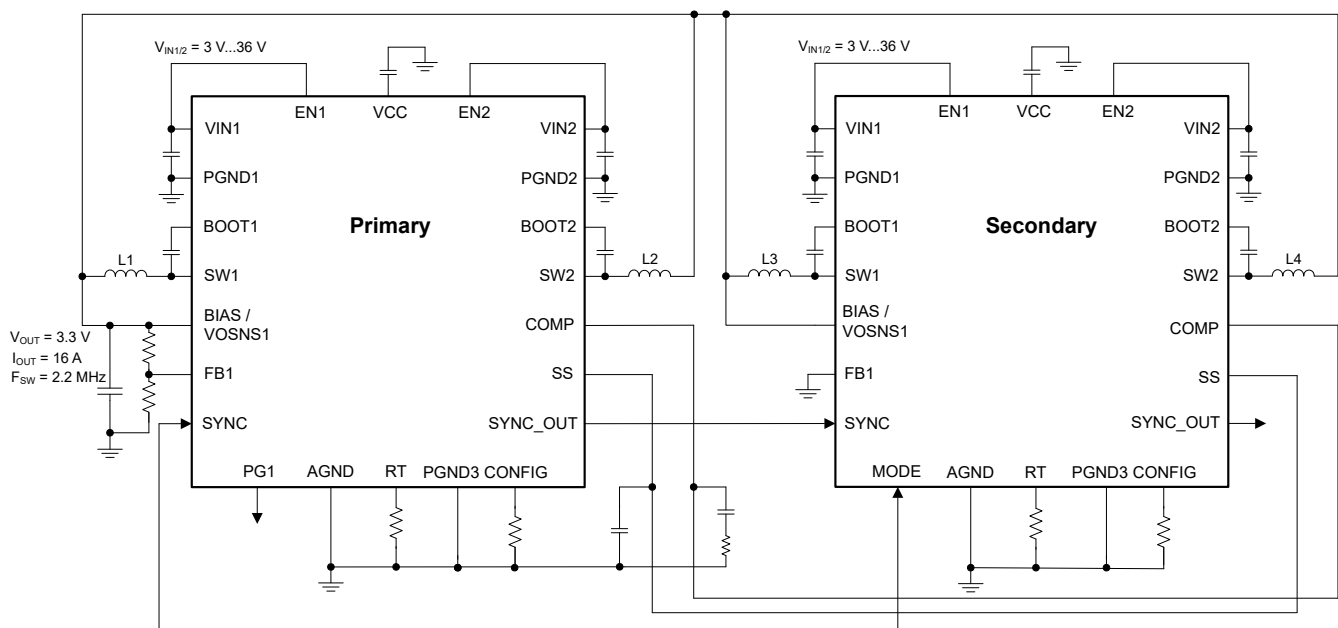 V_IN1/2 = 3 V...36 V
EN1
VCC
EN2
VIN1
VIN2
PGND1
PGND2
BOOT1
Primary
BOOT2
L1
L2
SW1
SW2
BIAS /
VOSNS1
COMP
V_OUT = 3.3 V
I_OUT = 16 A
F_SW = 2.2 MHz
FB1
SS
SYNC
SYNC_OUT
PG1
AGND
RT
PGND3
CONFIG
V_IN1/2 = 3 V...36 V
EN1
VCC
EN2
VIN1
VIN2
PGND1
PGND2
BOOT1
Secondary
BOOT2
L3
L4
SW1
SW2
BIAS /
VOSNS1
COMP
FB1
SS
SYNC
SYNC_OUT
MODE
AGND
RT
PGND3
CONFIG